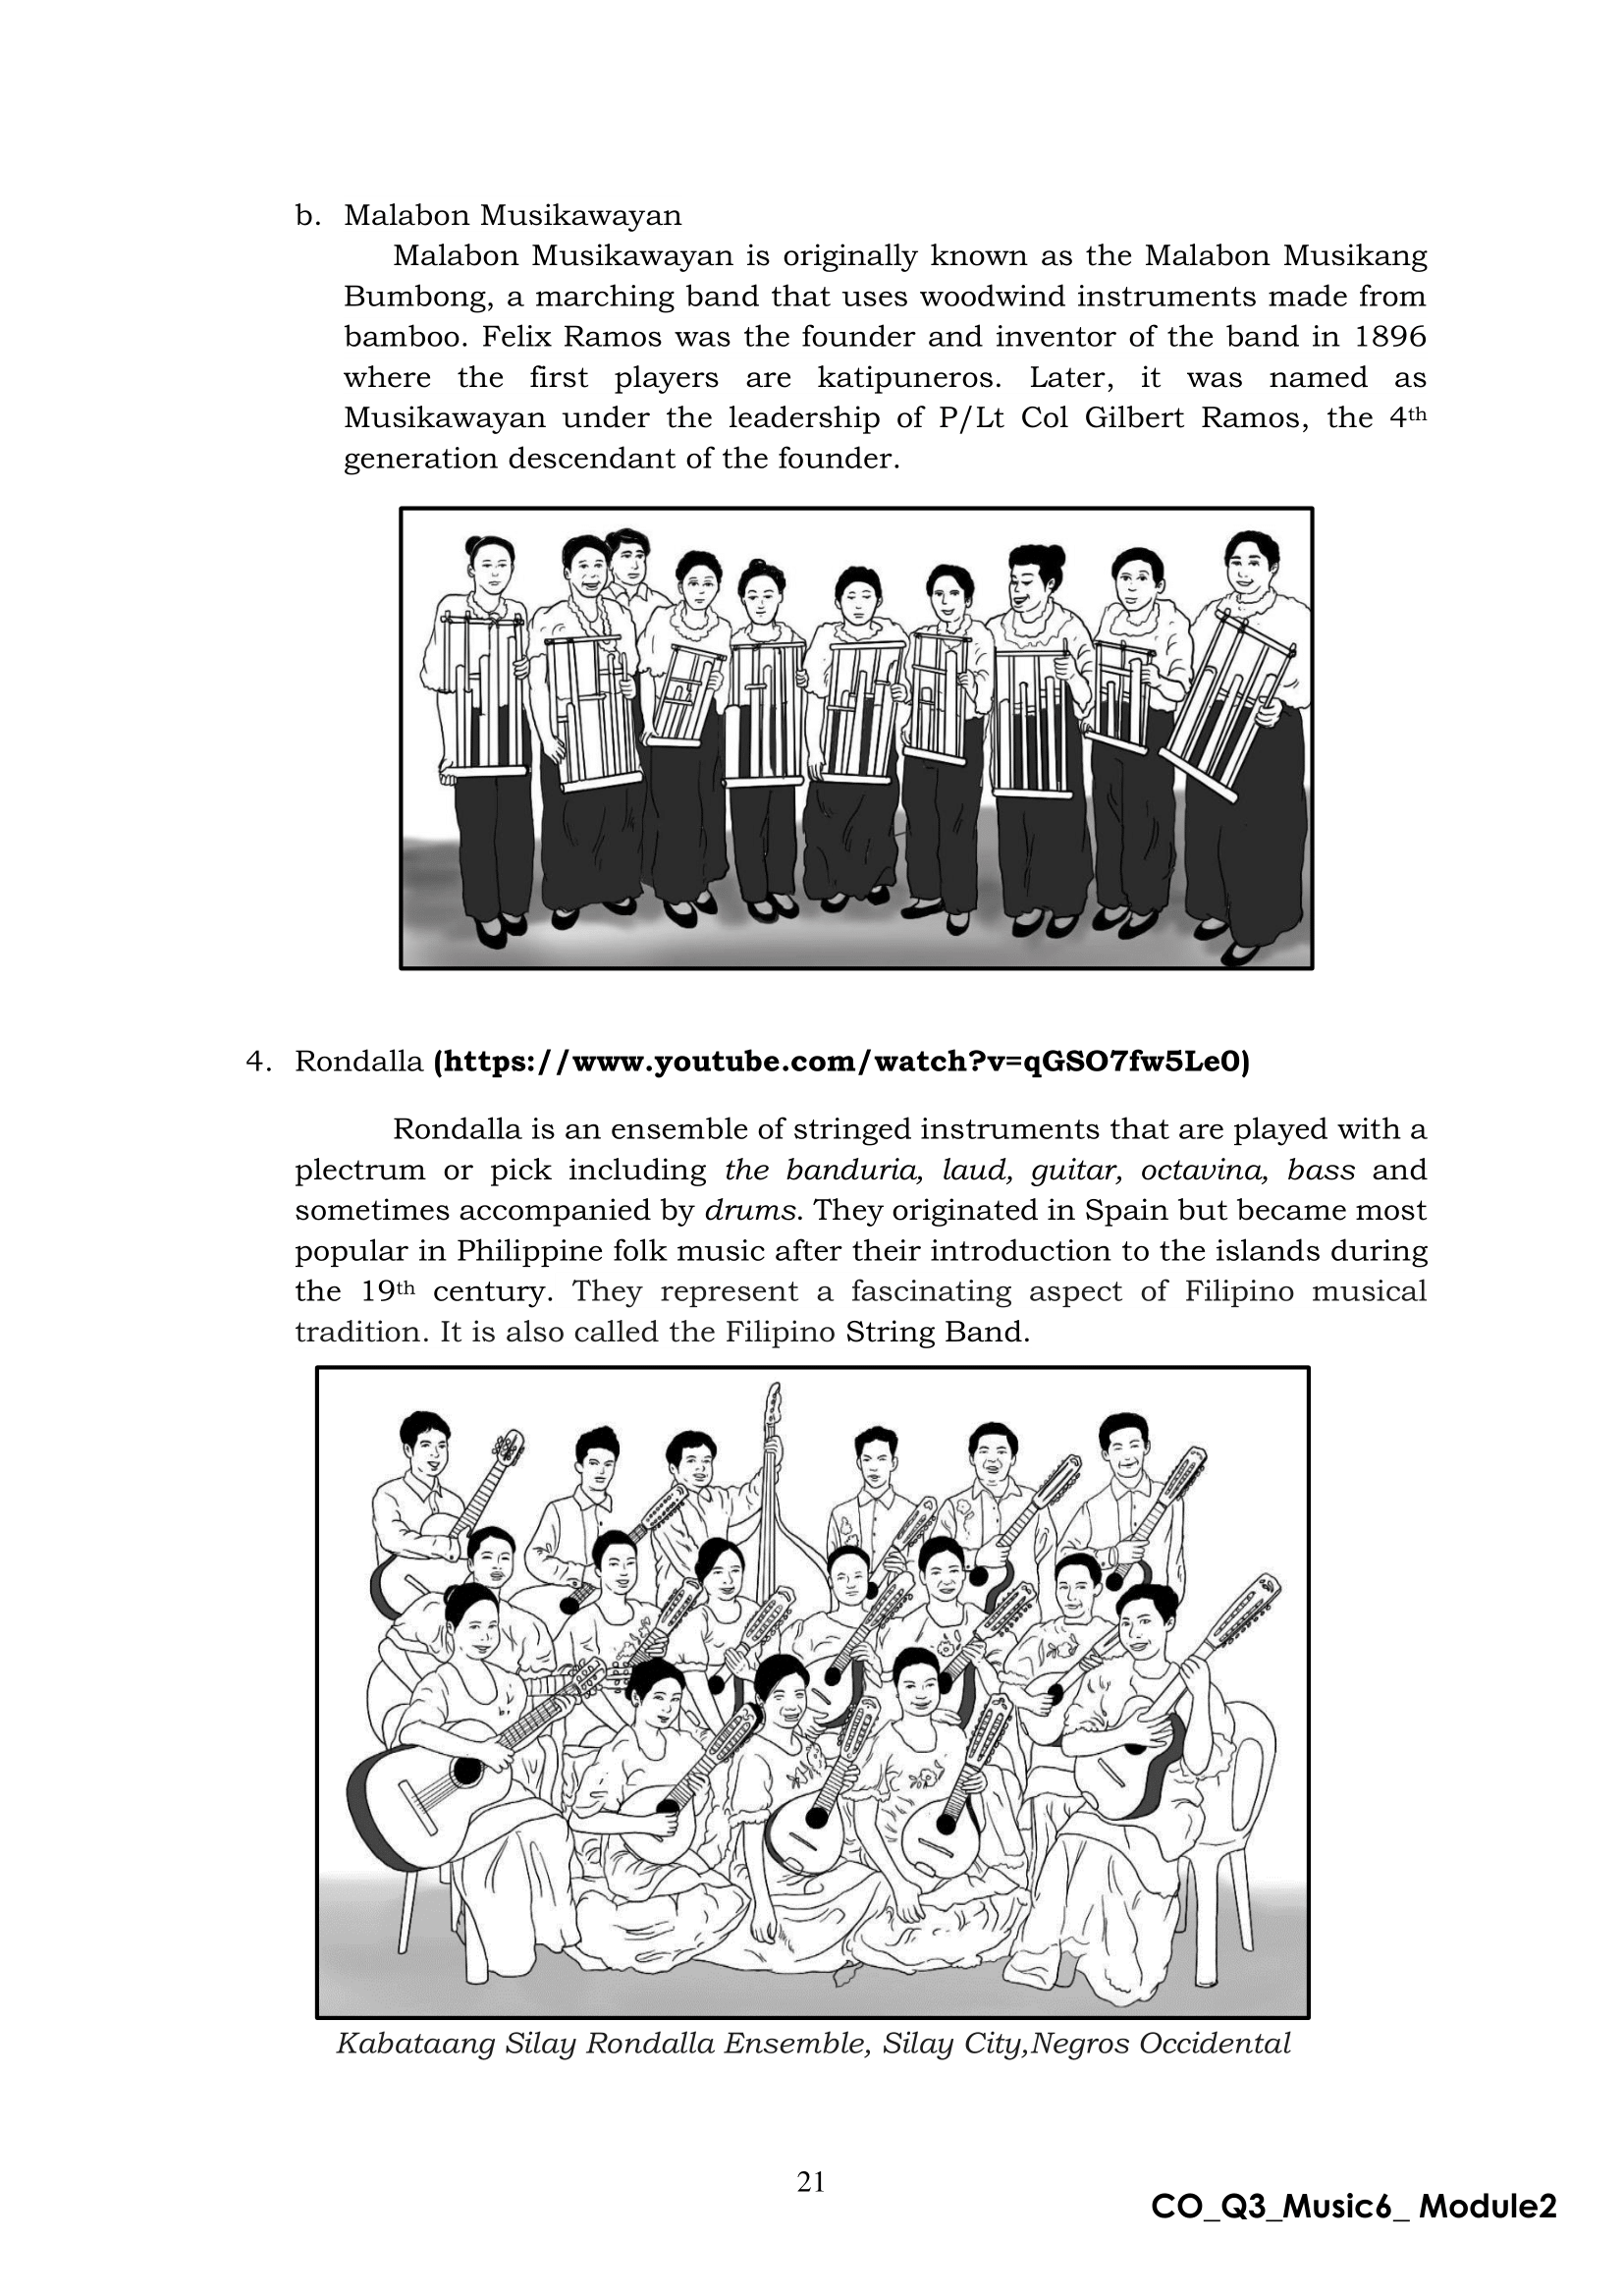 b. Malabon Musikawayan
Malabon Musikawayan is originally known as the Malabon Musikang
Bumbong, a marching band that uses woodwind instruments made from
bamboo. Felix Ramos was the founder and inventor of the band in 1896
where the first players are katipuneros. Later, it was named as
Musikawayan under the leadership of P/Lt Col Gilbert Ramos, the 4th
generation descendant of the founder.
4. Rondalla (https://www.youtube.com/watch?v=qGSO7fw5Le0)
Rondalla is an ensemble of stringed instruments that are played with a
plectrum or pick including the banduria, laud, guitar, octavina, bass and
sometimes accompanied by drums. They originated in Spain but became most
popular in Philippine folk music after their introduction to the islands during
the 19th century. They represent a fascinating aspect of Filipino musical
tradition. It is also called the Filipino String Band.
Kabataang Silay Rondalla Ensemble, Silay City,Negros Occidental
21
CO_Q3_Music6_ Module2